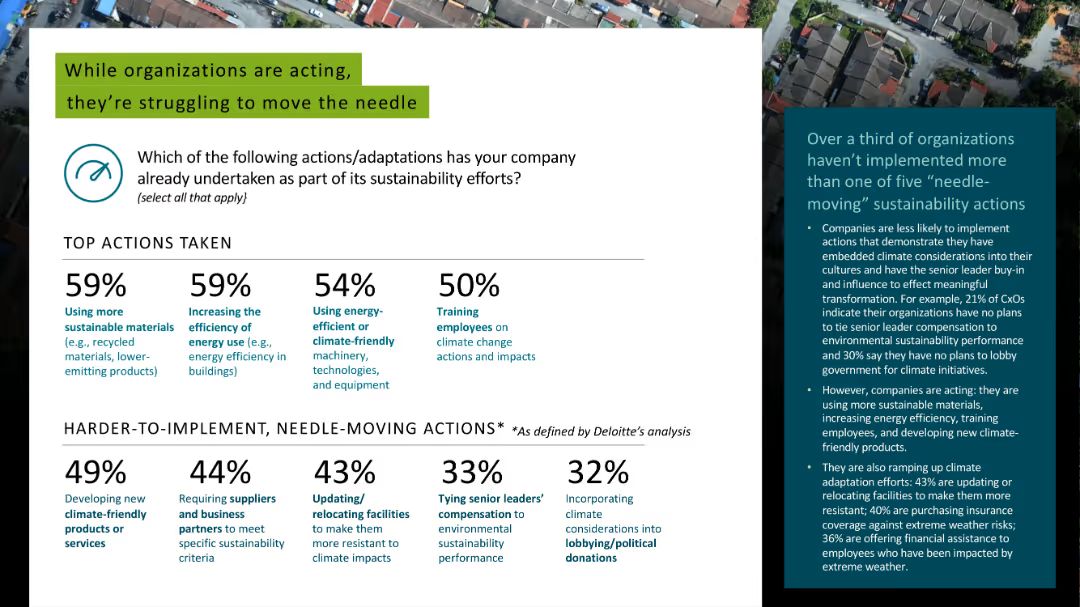 While organizations are acting,
they're struggling to move the needle
Which of the following actions/adaptations has your company
already undertaken as part of its sustainability efforts?
(select all that apply}
TOP ACTIONS TAKEN
59%
Using more
sustainable materials
(e.g., recycled
materials, lower-
emitting products)
59%
Increasing the
efficiency of
energy use (e.g.,
energy efficiency in
buildings)
54%
Using energy-
efficient or
climate-friendly
machinery,
technologies,
and equipment
50%
Training
employees on
climate change
actions and impacts
HARDER-TO-IMPLEMENT, NEEDLE-MOVING ACTIONS* *As defined by Deloitte's analysis
49%
Developing new
climate-friendly
products or
services
44%
Requiring suppliers
and business
partners to meet
specific sustainability
criteria
43%
Updating/
relocating facilities
to make them
more resistant to
climate impacts
33%
Tying senior leaders'
compensation to
environmental
sustainability
performance
32%
Incorporating
climate
considerations into
lobbying/political
donations
Over a third of organizations
haven't implemented more
than one of five "needle-
moving" sustainability actions
• Companies are less likely to implement
actions that demonstrate they have
embedded climate considerations into their
cultures and have the senior leader buy-in
and influence to effect meaningful
transformation. For example, 21% of CxOs
indicate their organizations have no plans
to tie senior leader compensation to
environmental sustainability performance
and 30% say they have no plans to lobby
government for climate initiatives.
• However, companies are acting: they are
using more sustainable materials,
increasing energy efficiency, training
employees, and developing new climate-
friendly products.
• They are also ramping up climate
adaptation efforts: 43% are updating or
relocating facilities to make them more
resistant; 40% are purchasing insurance
coverage against extreme weather risks;
36% are offering financial assistance to
employees who have been impacted by
extreme weather.